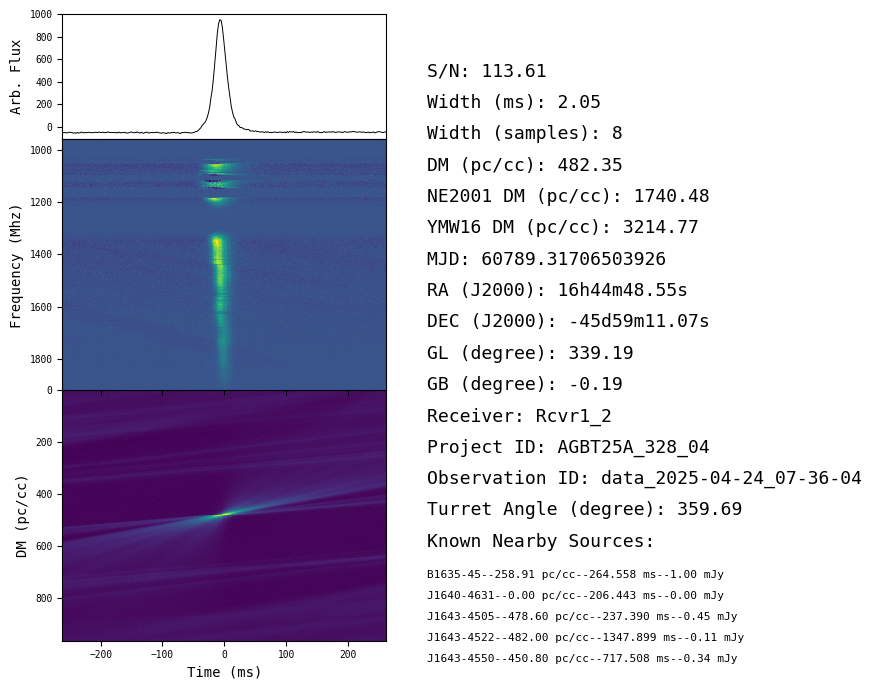 1000
800
600
400
200
0
Arb. Flux
1000
1200
1400
1600
1800
Frequency (Mhz)
0
200
400
600
800
DM (pc/cc)
−200
−100
0
100
200
Time (ms)
S/N: 113.61
Width (ms): 2.05
Width (samples): 8
DM (pc/cc): 482.35
NE2001 DM (pc/cc): 1740.48
YMW16 DM (pc/cc): 3214.77
MJD: 60789.31706503926
RA (J2000): 16h44m48.55s
DEC (J2000): -45d59m11.07s
GL (degree): 339.19
GB (degree): -0.19
Receiver: Rcvr1_2
Project ID: AGBT25A_328_04
Observation ID: data_2025-04-24_07-36-04
Turret Angle (degree): 359.69
Known Nearby Sources:
B1635-45--258.91 pc/cc--264.558 ms--1.00 mJy
J1640-4631--0.00 pc/cc--206.443 ms--0.00 mJy
J1643-4505--478.60 pc/cc--237.390 ms--0.45 mJy
J1643-4522--482.00 pc/cc--1347.899 ms--0.11 mJy
J1643-4550--450.80 pc/cc--717.508 ms--0.34 mJy